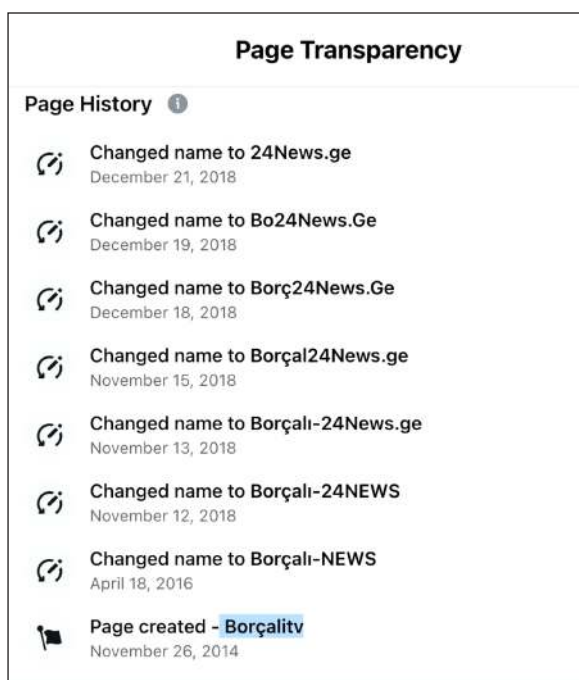 Page Transparency
Page History
Changed name to 24News.ge
December 21, 2018
Changed name to Bo24News.Ge
December 19, 2018
Changed name to Borç24News.Ge
December 18, 2018
Changed name to Borçal24News.ge
November 15, 2018
Changed name to Borçalı-24News.ge
November 13, 2018
Changed name to Borçalı-24NEWS
November 12, 2018
Changed name to Borçalı-NEWS
April 18, 2016
Page created - Borçalitv
November 26, 2014